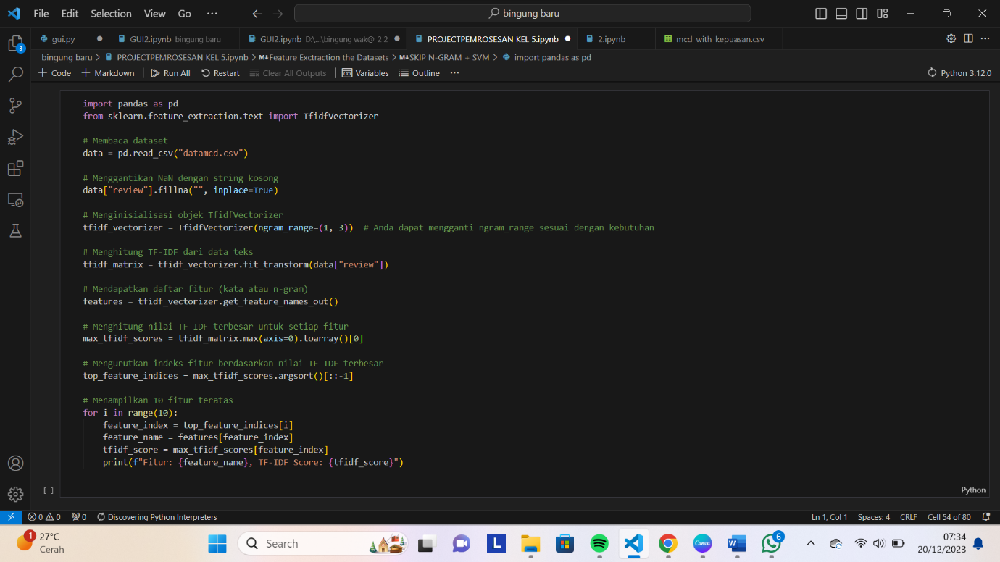 File Edit Selection View Go ··· bingung baru
gui.py GUI2.ipynb bingung baru GUI2.ipynb D:\...\bingung wak@_2 2 PROJECTPEMROSESAN KEL 5.ipynb 2.ipynb mcd_with_kepuasan.csv
bingung baru > PROJECTPEMROSESAN KEL 5.ipynb > M↓Feature Exctraction the Datasets > M↓SKIP N-GRAM + SVM > import pandas as pd
+ Code + Markdown Run All Restart Clear All Outputs Variables Outline ··· Python 3.12.0
3
import pandas as pd
from sklearn.feature_extraction.text import TfidfVectorizer
# Membaca dataset
data = pd.read_csv("datamcd.csv")
# Menggantikan NaN dengan string kosong
data["review"].fillna("", inplace=True)
# Menginisialisasi objek TfidfVectorizer
tfidf_vectorizer = TfidfVectorizer(ngram_range=(1, 3)) # Anda dapat mengganti ngram_range sesuai dengan kebutuhan
# Menghitung TF-IDF dari data teks
tfidf_matrix = tfidf_vectorizer.fit_transform(data["review"])
# Mendapatkan daftar fitur (kata atau n-gram)
features = tfidf_vectorizer.get_feature_names_out()
# Menghitung nilai TF-IDF terbesar untuk setiap fitur
max_tfidf_scores = tfidf_matrix.max(axis=0).toarray()[0]
# Mengurutkan indeks fitur berdasarkan nilai TF-IDF terbesar
top_feature_indices = max_tfidf_scores.argsort()[::-1]
# Menampilkan 10 fitur teratas
for i in range(10):
    feature_index = top_feature_indices[i]
    feature_name = features[feature_index]
    tfidf_score = max_tfidf_scores[feature_index]
    print(f"Fitur: {feature_name}, TF-IDF Score: {tfidf_score}")
[ ] Python
0 0 0 Discovering Python Interpreters Ln 1, Col 1 Spaces: 4 CRLF Cell 54 of 80
1 27°C
Cerah
Search
L
Canva
W
6
07:34
20/12/2023